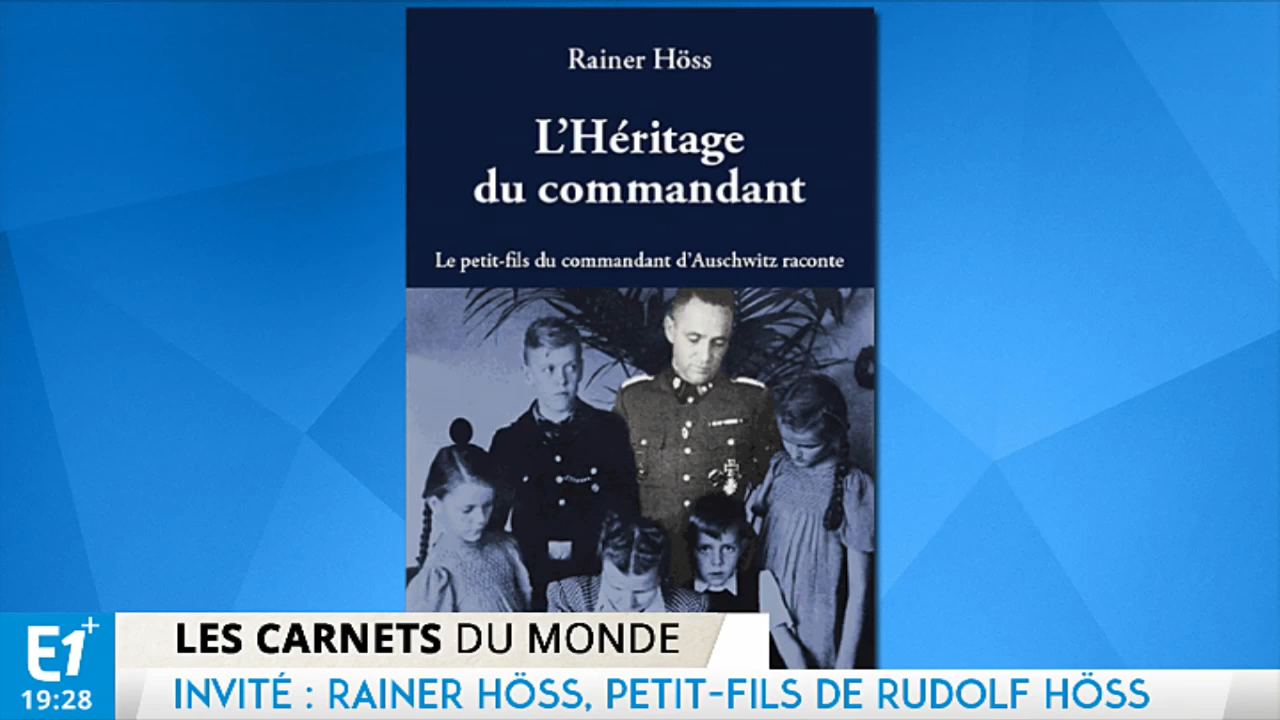 Rainer Höss
L'Héritage
du commandant
Le petit-fils du commandant d'Auschwitz raconte
E1+
LES CARNETS DU MONDE
19:28
INVITÉ : RAINER HÖSS, PETIT-FILS DE RUDOLF HÖSS